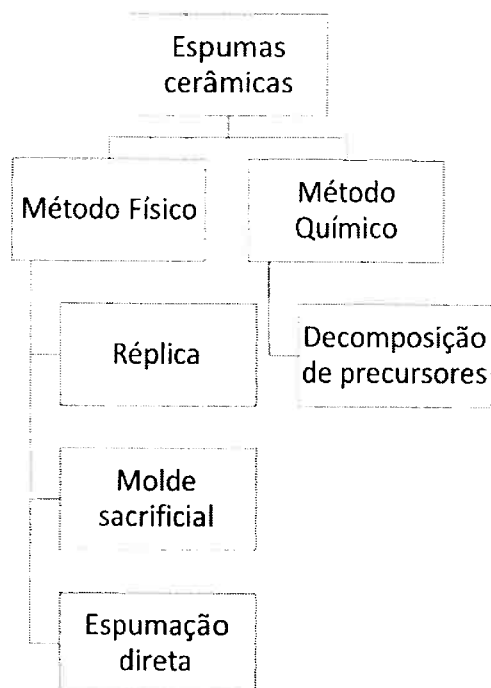 Espumas
cerâmicas
Método Físico
Método
Químico
Réplica
Decomposição
de precursores
Molde
sacrificial
Espumação
direta